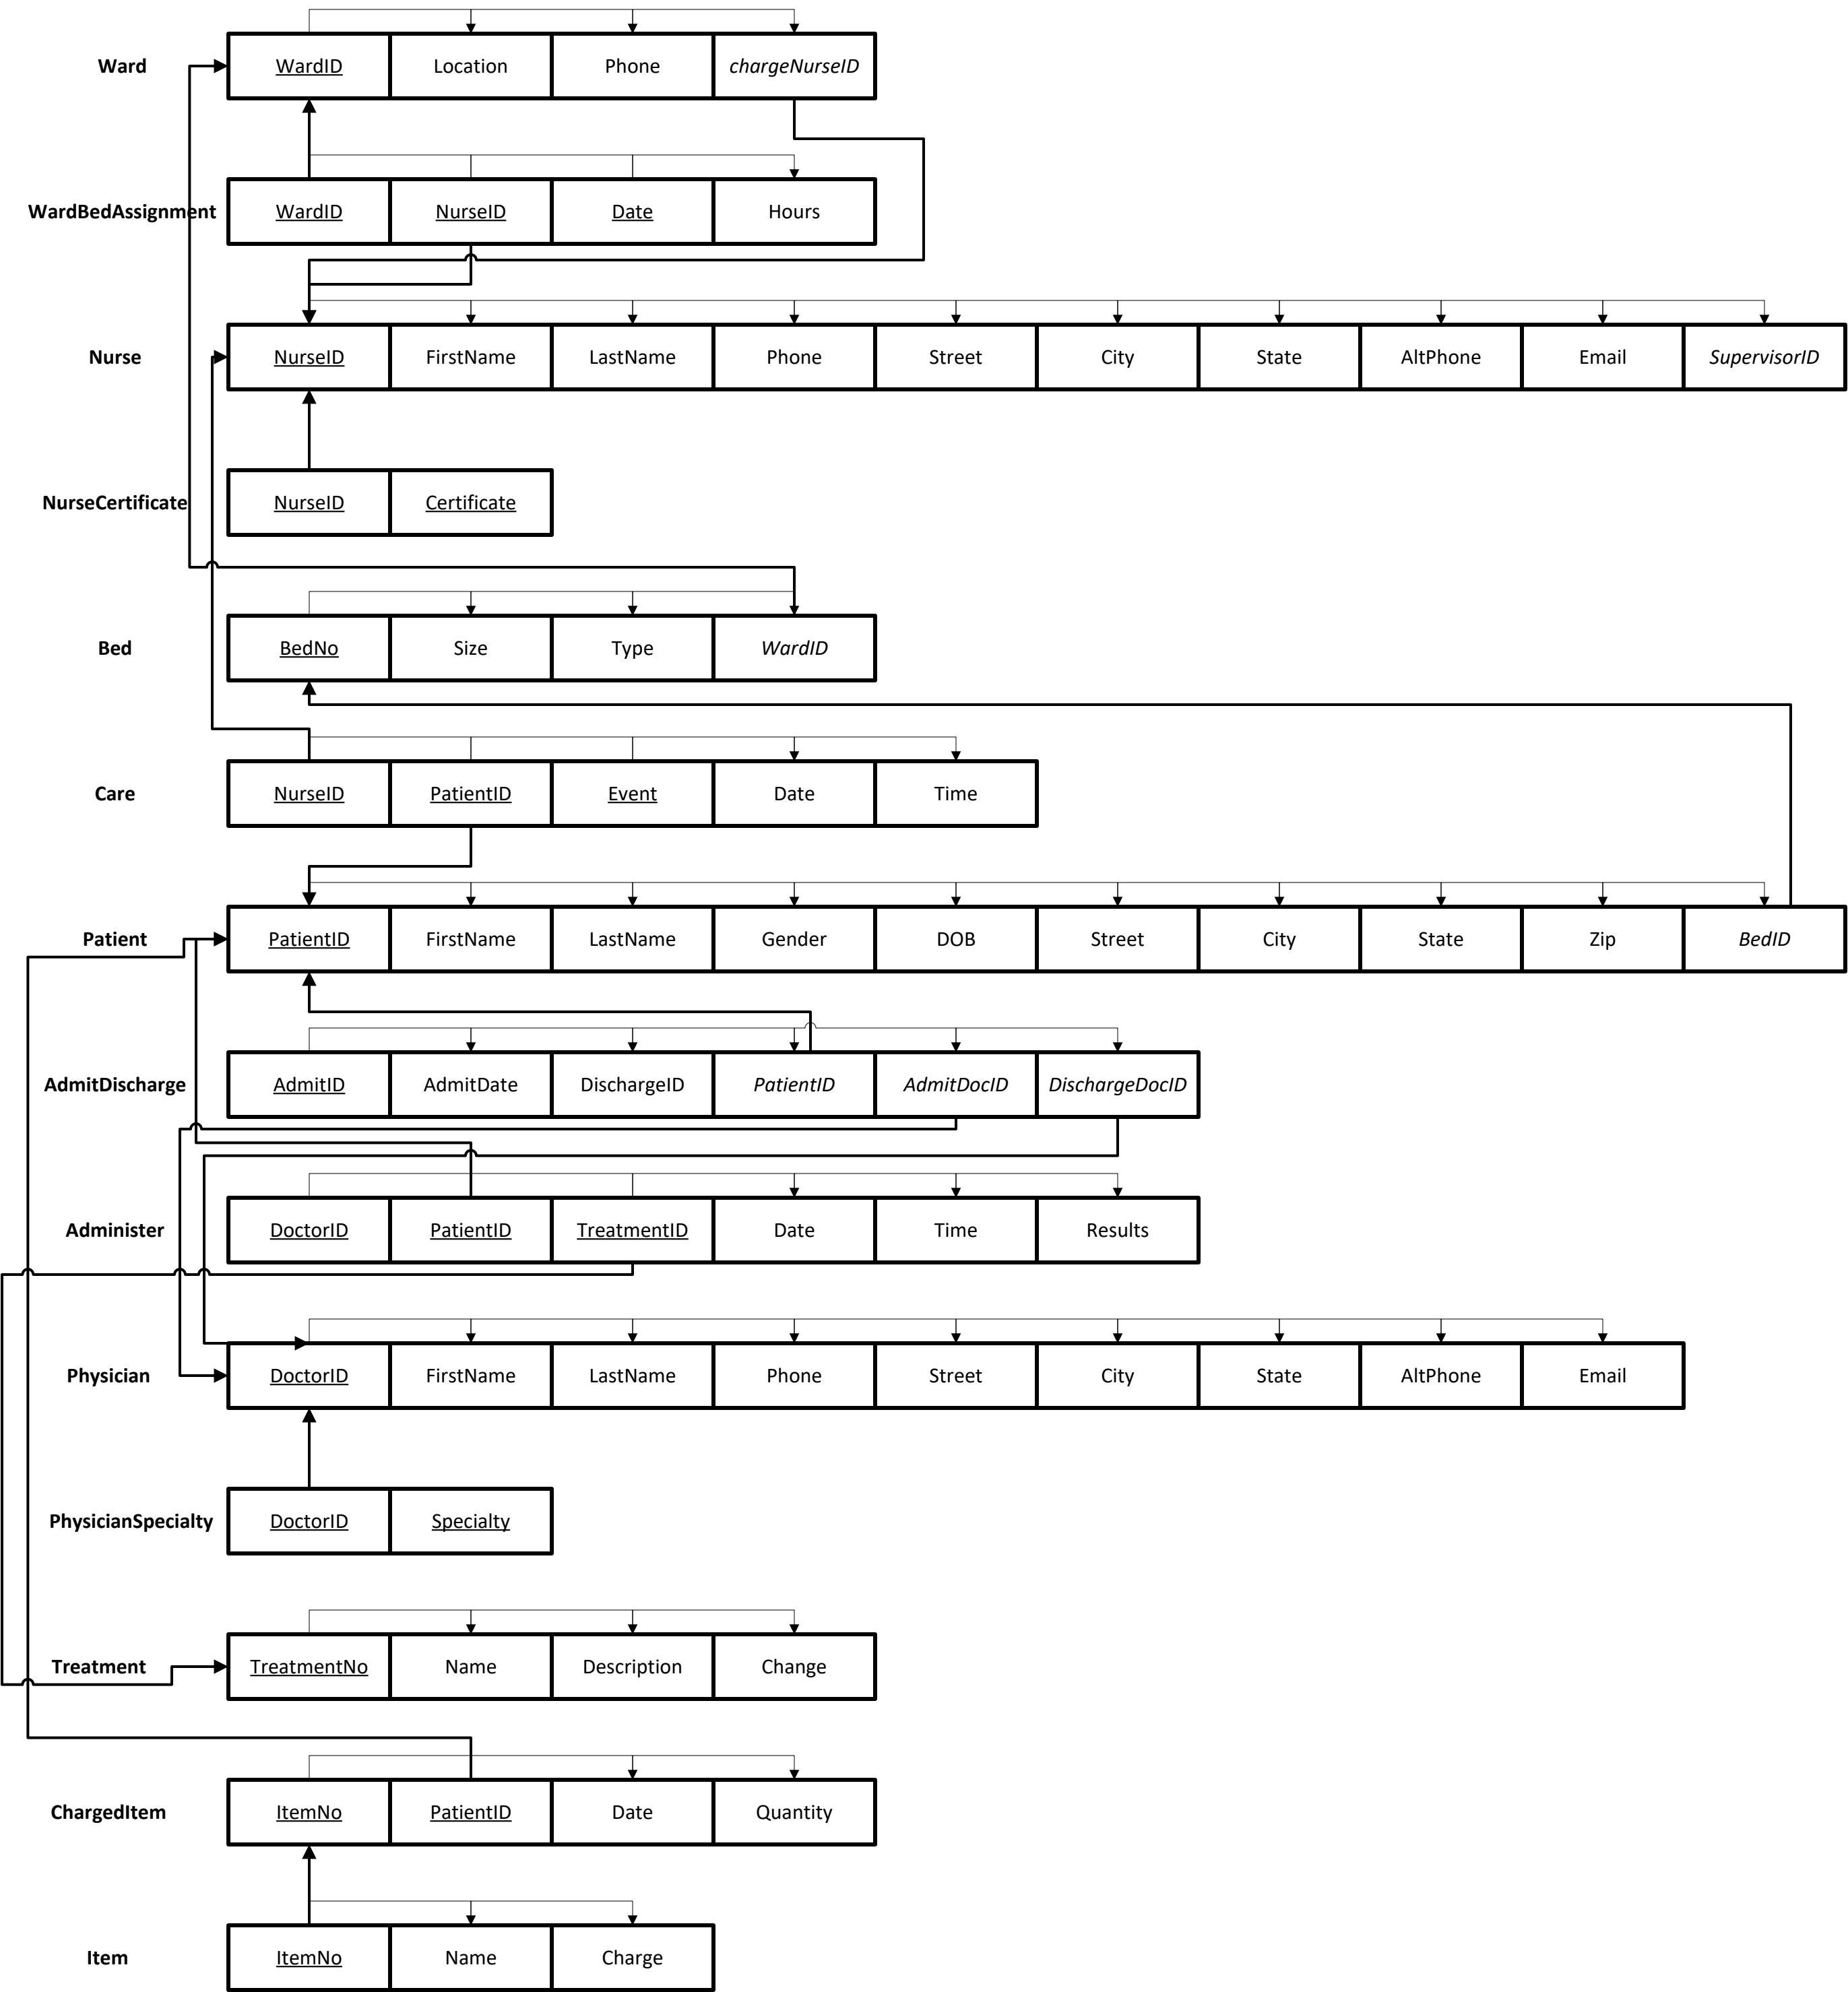 Ward WardID Location Phone chargeNurseID
WardBedAssignment WardID NurseID Date Hours
Nurse NurseID FirstName LastName Phone Street City State AltPhone Email SupervisorID
NurseCertificate NurseID Certificate
Bed BedNo Size Type WardID
Care NurseID PatientID Event Date Time
Patient PatientID FirstName LastName Gender DOB Street City State Zip BedID
AdmitDischarge AdmitID AdmitDate DischargeID PatientID AdmitDocID DischargeDocID
Administer DoctorID PatientID TreatmentID Date Time Results
Physician DoctorID FirstName LastName Phone Street City State AltPhone Email
PhysicianSpecialty DoctorID Specialty
Treatment TreatmentNo Name Description Change
ChargedItem ItemNo PatientID Date Quantity
Item ItemNo Name Charge